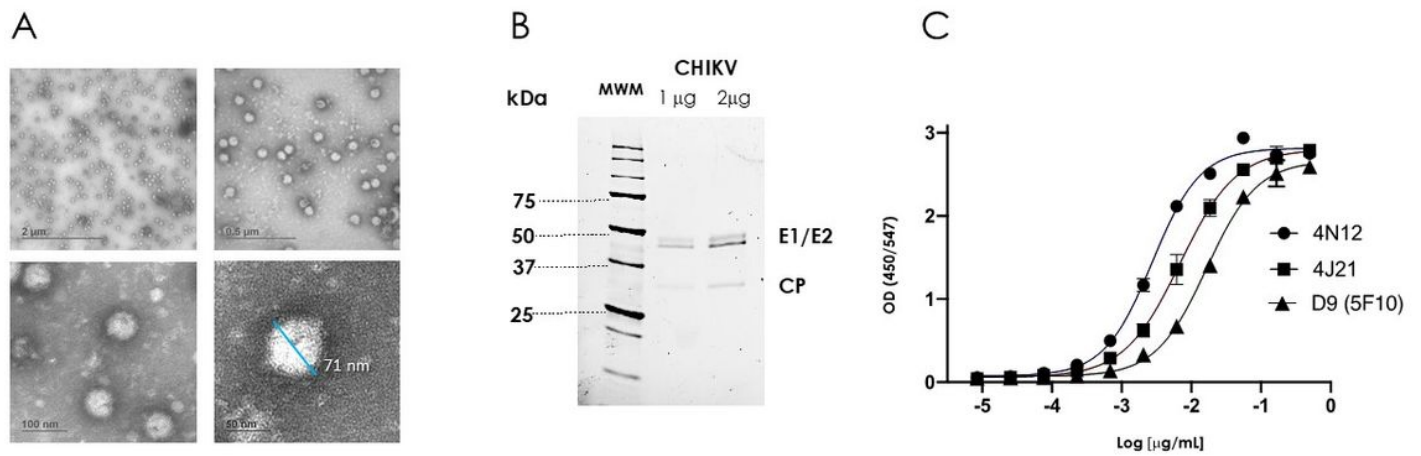 A
2 µm
0.5 µm
100 nm
71 nm
50 nm
B
CHIKV
kDa
MWM
1 µg
2µg
75
50
37
25
E1/E2
CP
C
3
2
1
0
OD (450/547)
-5
-4
-3
-2
-1
0
Log [µg/mL]
4N12
4J21
D9 (5F10)